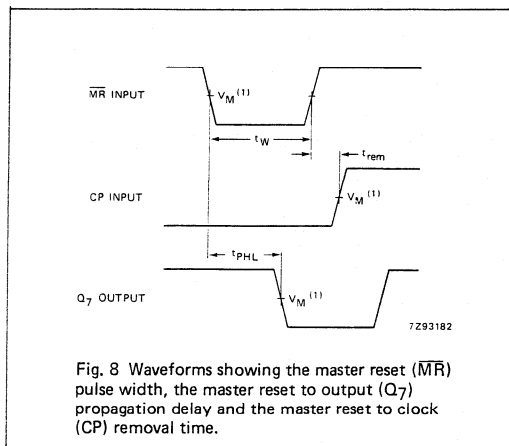 M̅R̅ INPUT
VM (1)
tW
trem
CP INPUT
VM (1)
tPHL
Q7 OUTPUT
VM (1)
7Z93182
Fig. 8 Waveforms showing the master reset (M̅R̅)
pulse width, the master reset to output (Q7)
propagation delay and the master reset to clock
(CP) removal time.